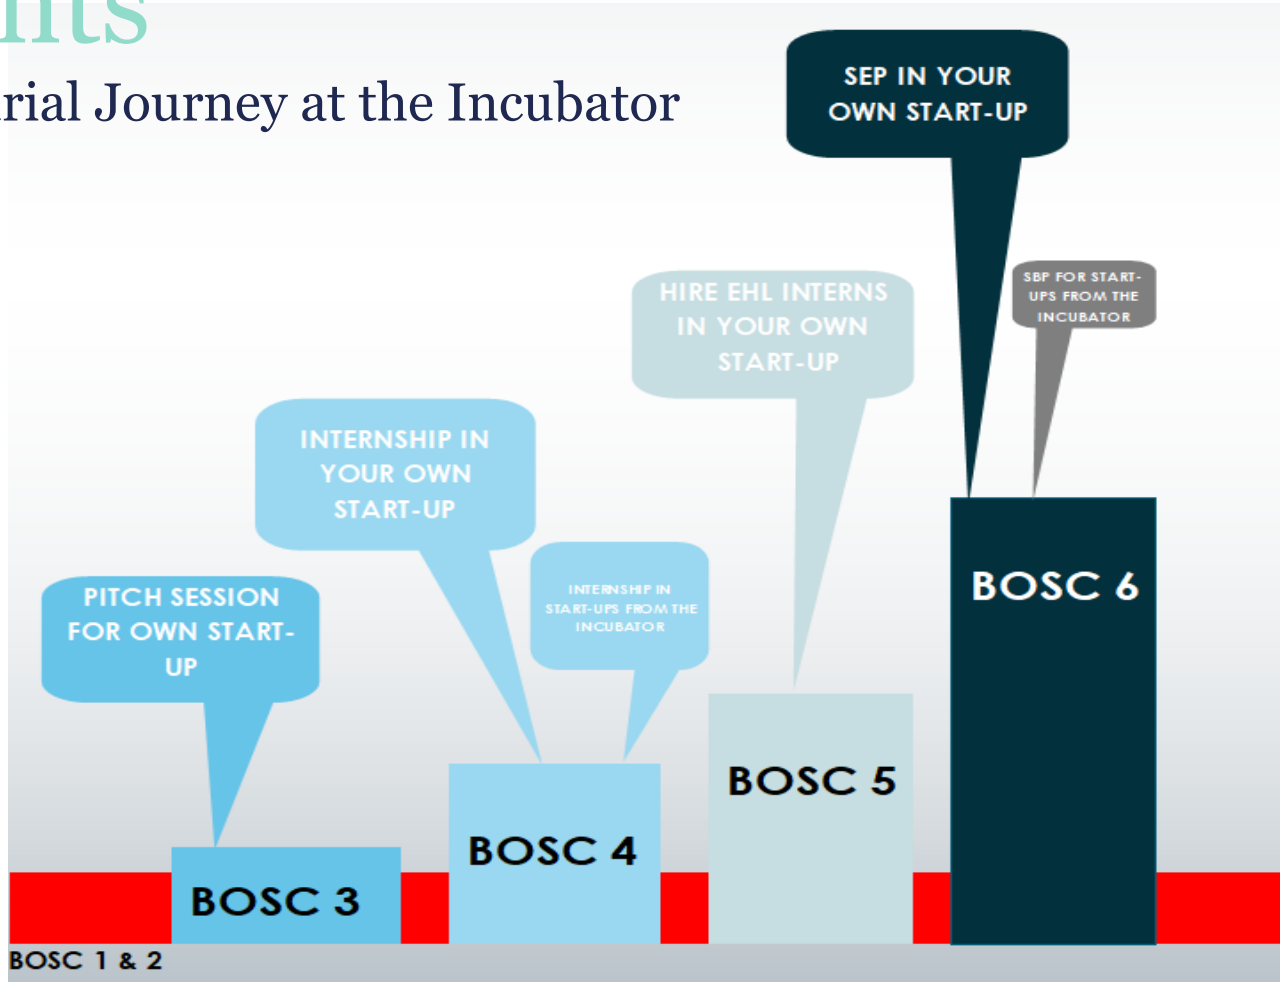 nts
rial Journey at the Incubator
SEP IN YOUR
OWN START-UP
SBP FOR START-
UPS FROM THE
INCUBATOR
HIRE EHL INTERNS
IN YOUR OWN
START-UP
INTERNSHIP IN
YOUR OWN
START-UP
INTERNSHIP IN
START-UPS FROM THE
INCUBATOR
PITCH SESSION
FOR OWN START-
UP
BOSC 6
BOSC 5
BOSC 4
BOSC 3
BOSC 1 & 2